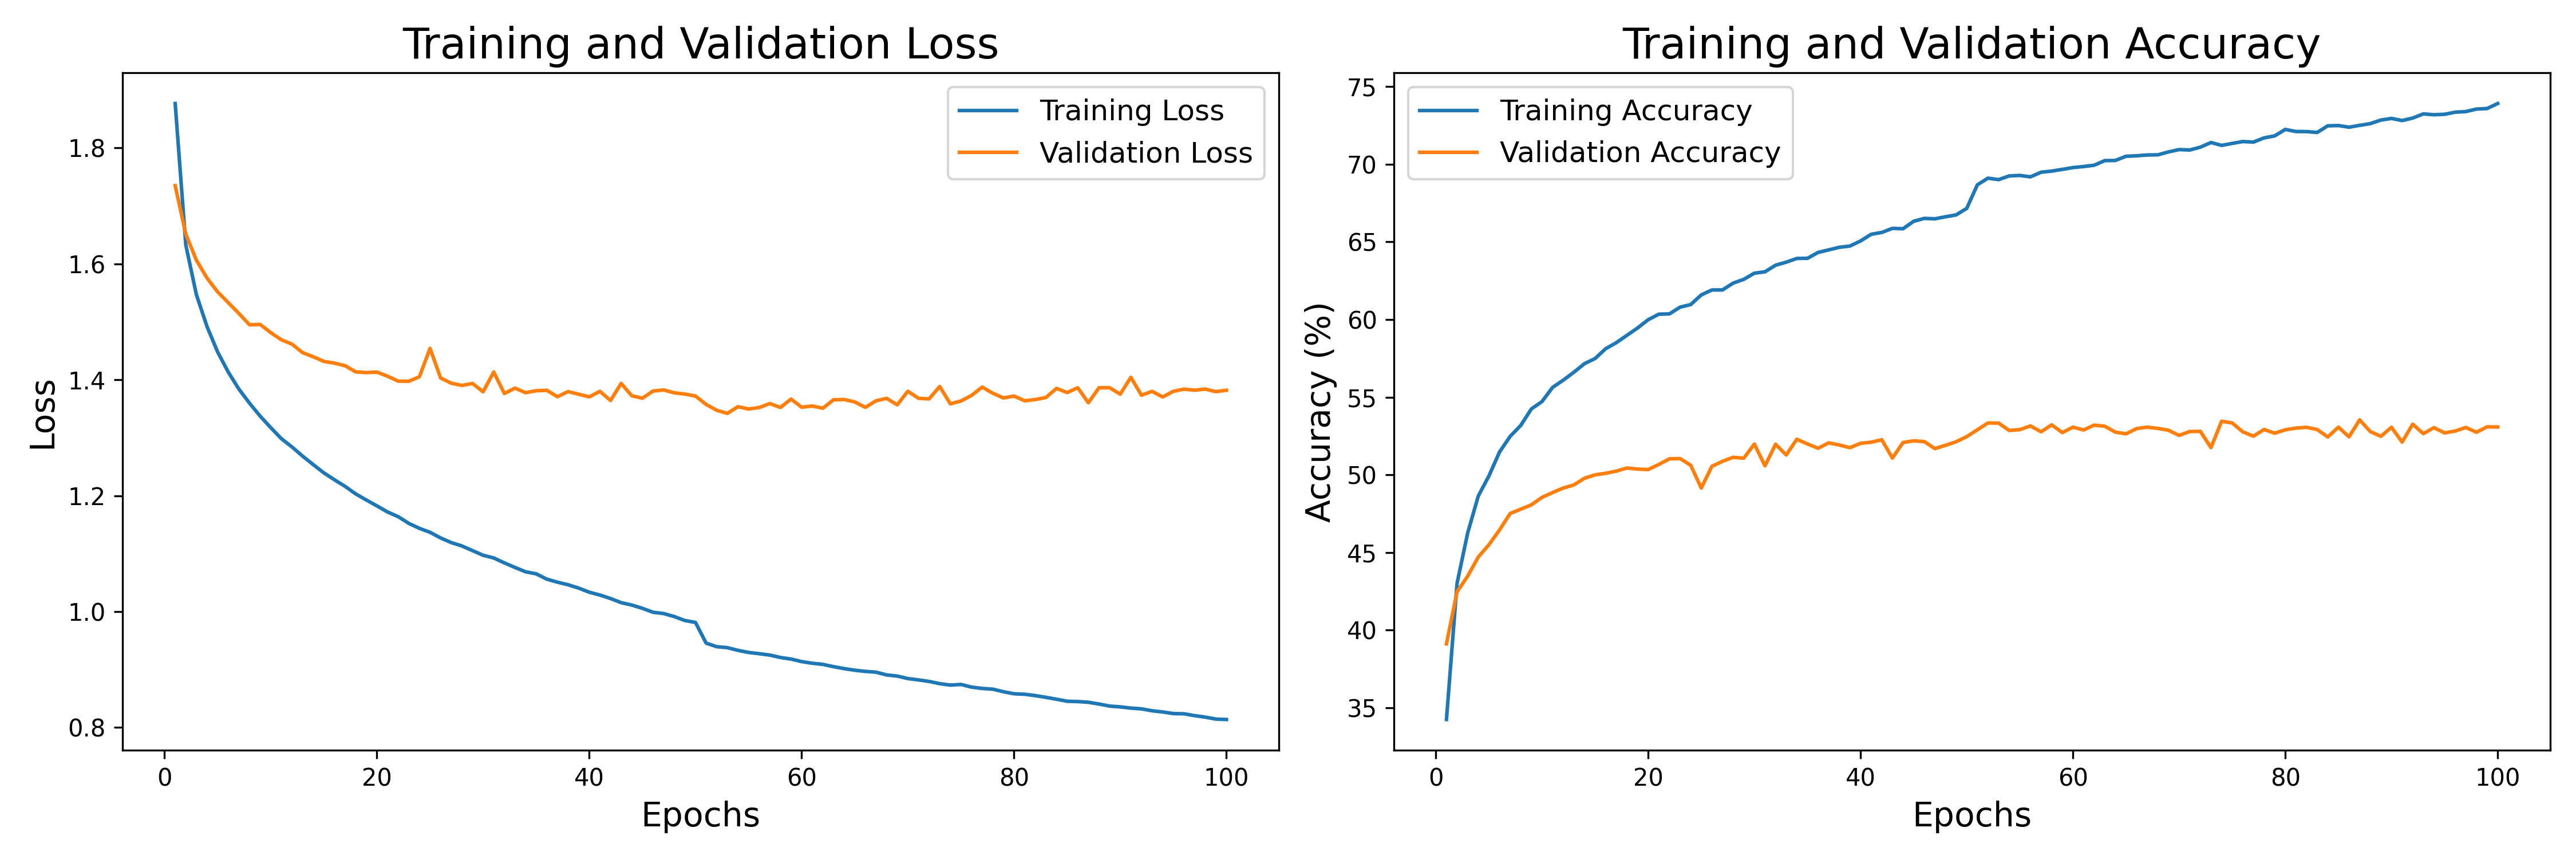 Training and Validation Loss
Training Loss
Validation Loss
1.8
1.6
1.4
1.2
1.0
0.8
Loss
0 20 40 60 80 100
Epochs
Training and Validation Accuracy
Training Accuracy
Validation Accuracy
75
70
65
60
55
50
45
40
35
Accuracy (%)
0 20 40 60 80 100
Epochs